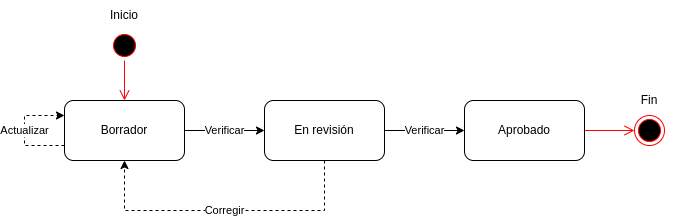 Inicio
Fin
Actualizar
Borrador
Verificar
En revisión
Verificar
Aprobado
Corregir